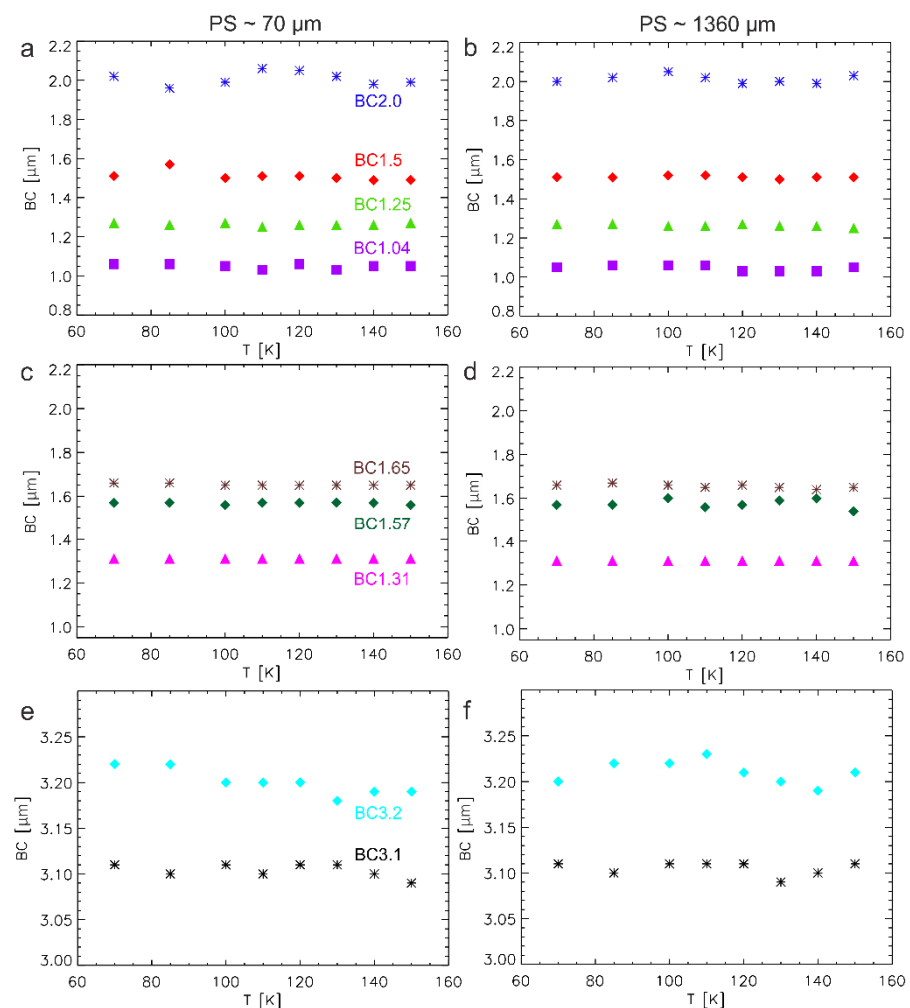 PS ~ 70 µm
PS ~ 1360 µm
a
2.2
2.0
1.8
1.6
1.4
1.2
1.0
0.8
BC [µm]
BC2.0
BC1.5
BC1.25
BC1.04
60 80 100 120 140 160
T [K]
b
2.2
2.0
1.8
1.6
1.4
1.2
1.0
0.8
BC [µm]
60 80 100 120 140 160
T [K]
c
2.2
2.0
1.8
1.6
1.4
1.2
1.0
BC [µm]
BC1.65
BC1.57
BC1.31
60 80 100 120 140 160
T [K]
d
2.2
2.0
1.8
1.6
1.4
1.2
1.0
BC [µm]
60 80 100 120 140 160
T [K]
e
3.25
3.20
3.15
3.10
3.05
3.00
BC [µm]
BC3.2
BC3.1
60 80 100 120 140 160
T [K]
f
3.25
3.20
3.15
3.10
3.05
3.00
BC [µm]
60 80 100 120 140 160
T [K]